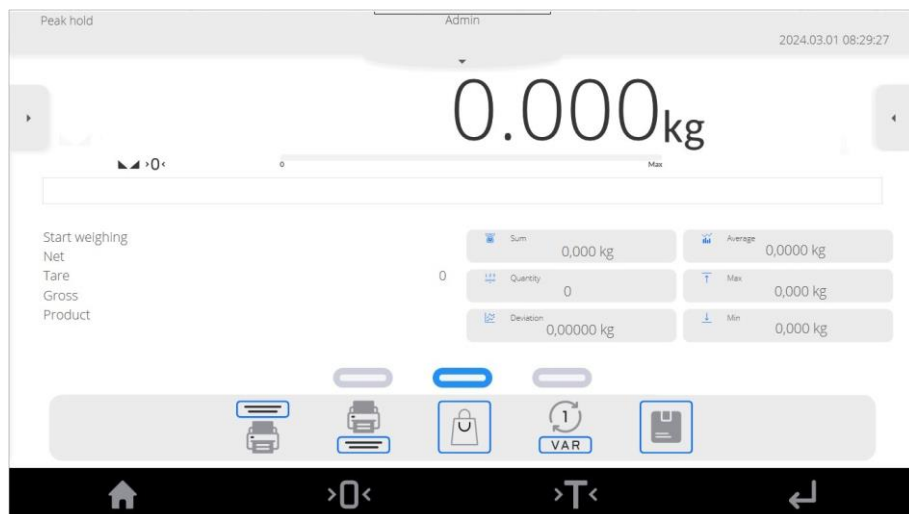 Peak hold
Admin
2024.03.01 08:29:27
0.000kg
>0<
0
Max
Start weighing
Net
Tare 0
Gross
Product
Sum
0,000 kg
Average
0,0000 kg
Quantity
0
Max
0,000 kg
Deviation
0,00000 kg
Min
0,000 kg
1
VAR
>0<
>T<